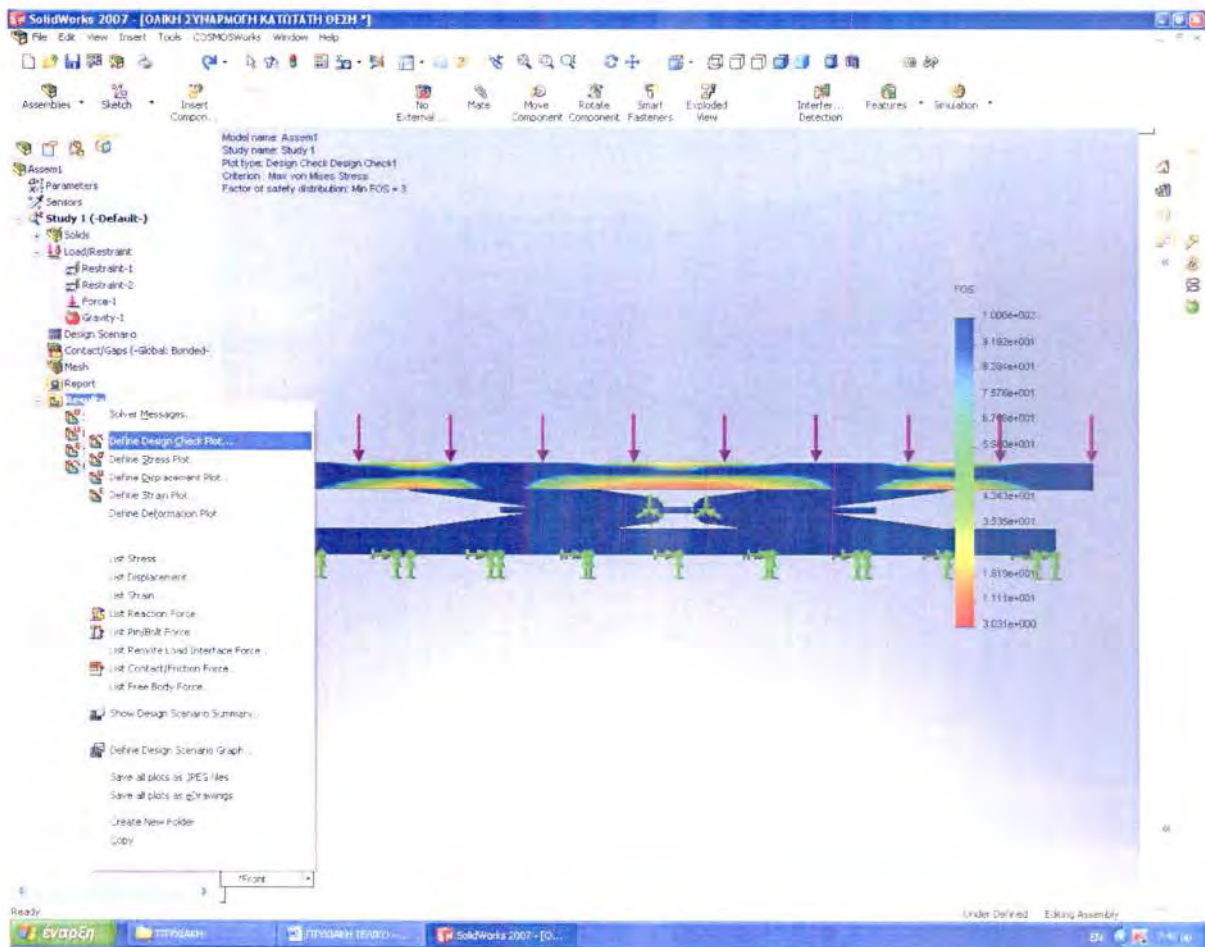 SolidWorks 2007 - [ΟΛΙΚΗ ΣΥΝΑΡΜΟΓΗ ΚΑΤΩΤΑΤΗ ΘΕΣΗ *]
File Edit View Insert Tools COSMOSWorks Window Help
Assemblies Sketch Insert Compon... No External ... Mate Move Component Rotate Component Smart Fasteners Exploded View Interfer... Detection Features Simulation
Model name: Assem1
Study name: Study 1
Plot type: Design Check Design Check1
Criterion : Max von Mises Stress
Factor of safety distribution: Min FOS = 3
Assem1
Parameters
Sensors
Study 1 (-Default-)
Solids
Load/Restraint
Restraint-1
Restraint-2
Force-1
Gravity-1
Design Scenario
Contact/Gaps (-Global: Bonded-
Mesh
Report
Results
Solver Messages...
Define Design Check Plot...
Define Stress Plot...
Define Displacement Plot...
Define Strain Plot...
Define Deformation Plot...
List Stress
List Displacement
List Strain
List Reaction Force...
List Pin/Bolt Force...
List Remote Load Interface Force...
List Contact/Friction Force...
List Free Body Force...
Show Design Scenario Summary...
Define Design Scenario Graph...
Save all plots as JPEG files
Save all plots as eDrawings
Create New Folder
Copy
FOS
1.000e+002
9.192e+001
7.576e+001
4.343e+001
3.535e+001
1.111e+001
3.031e+000
*Front
Ready
Under Defined Editing Assembly
έναρξη ΠΤΥΧΙΑΚΗ SolidWorks 2007 - [Ο... EN